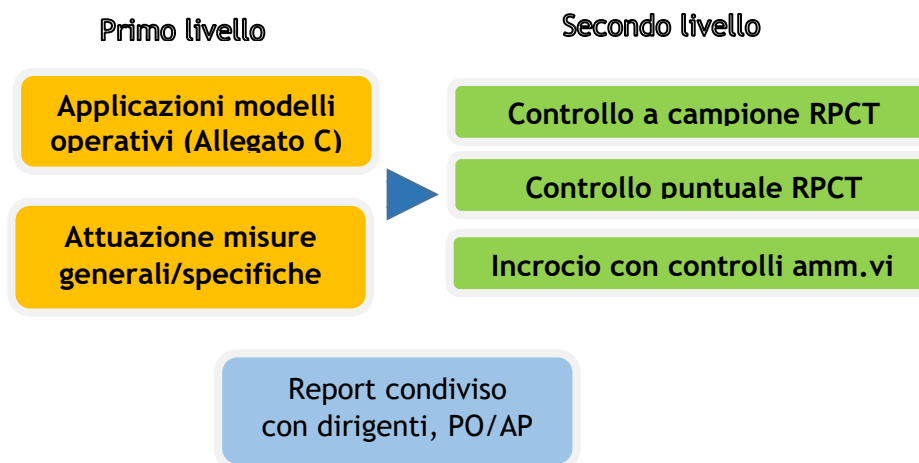 Primo livello
Secondo livello
Applicazioni modelli
operativi (Allegato C)
Attuazione misure
generali/specifiche
Controllo a campione RPCT
Controllo puntuale RPCT
Incrocio con controlli amm.vi
Report condiviso
con dirigenti, PO/AP